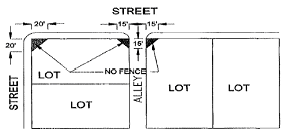 STREET
20'
15'
15'
20'
15'
NO FENCE
LOT
LOT
LOT
LOT
STREET
ALLEY